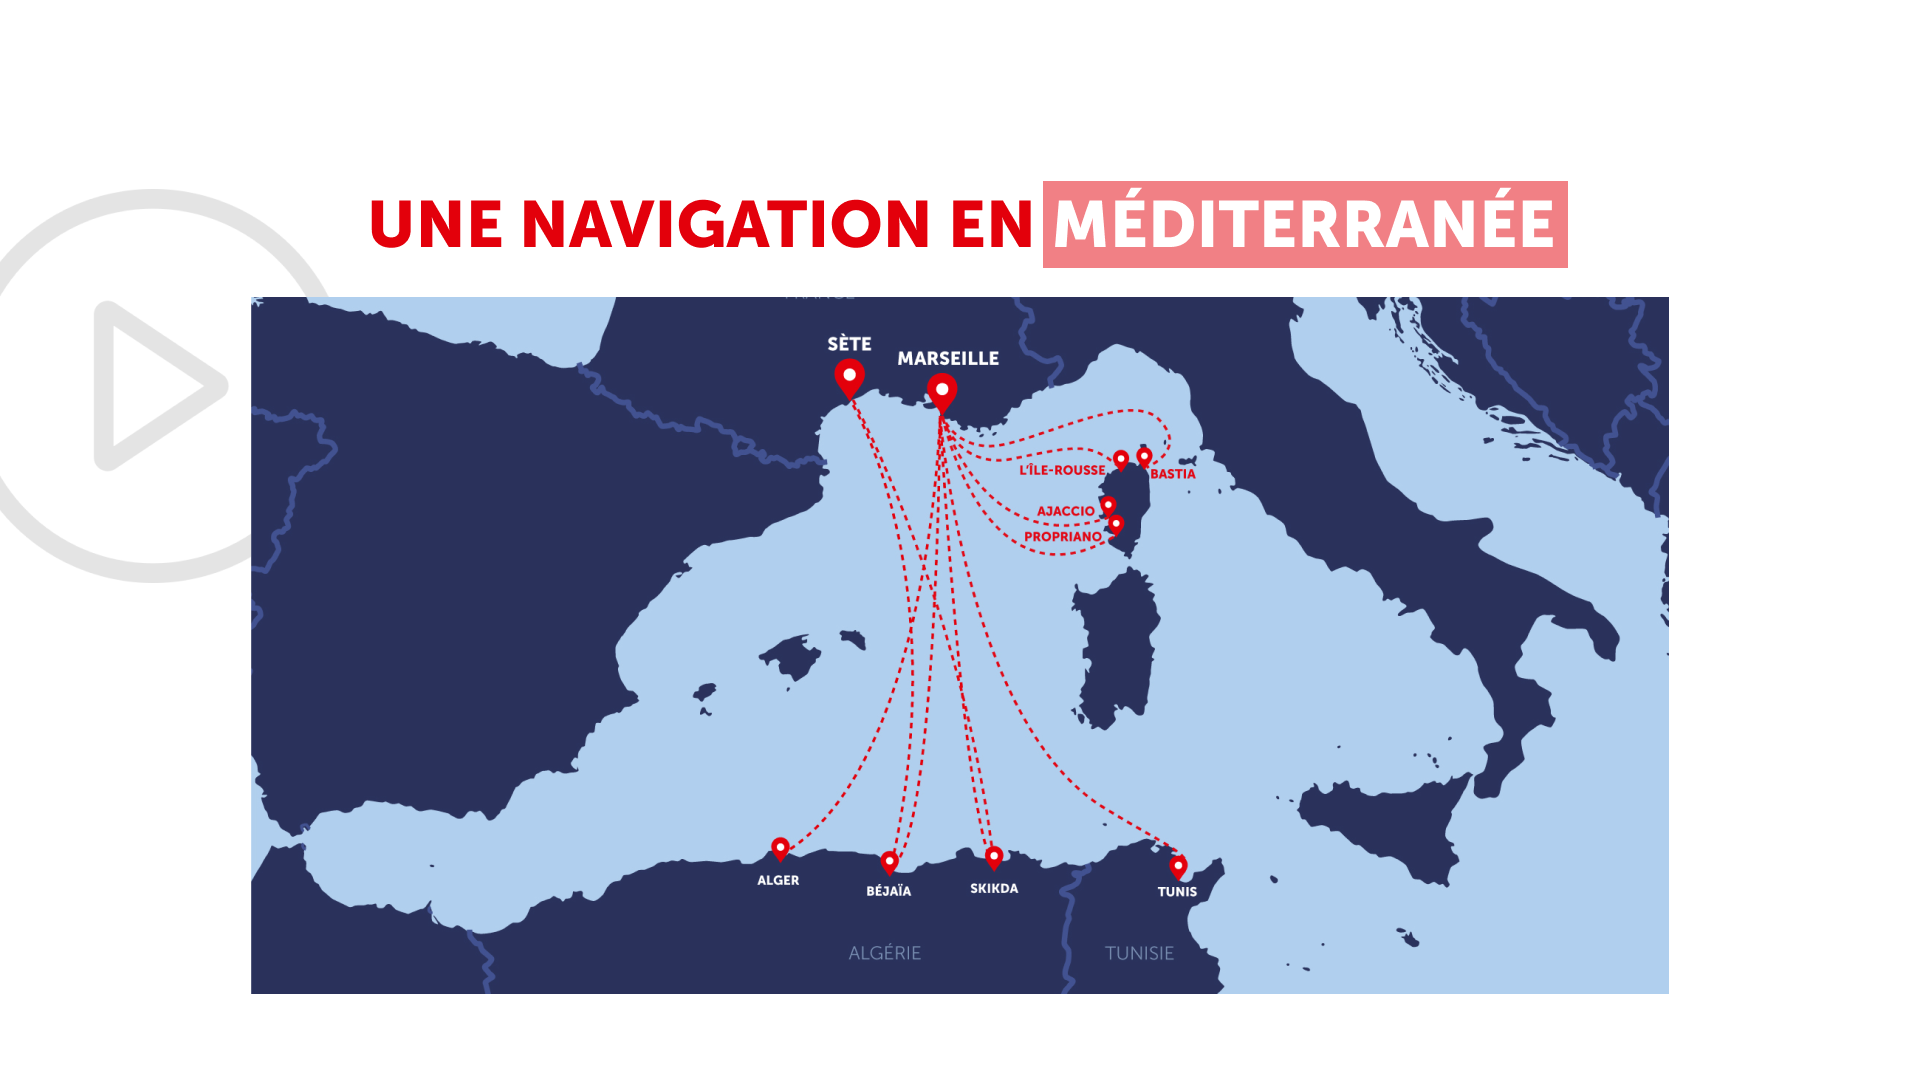 UNE NAVIGATION EN MÉDITERRANÉE
SÈTE
MARSEILLE
L'ÎLE-ROUSSE
BASTIA
AJACCIO
PROPRIANO
ALGER
BÉJAÏA
SKIKDA
TUNIS
ALGÉRIE
TUNISIE